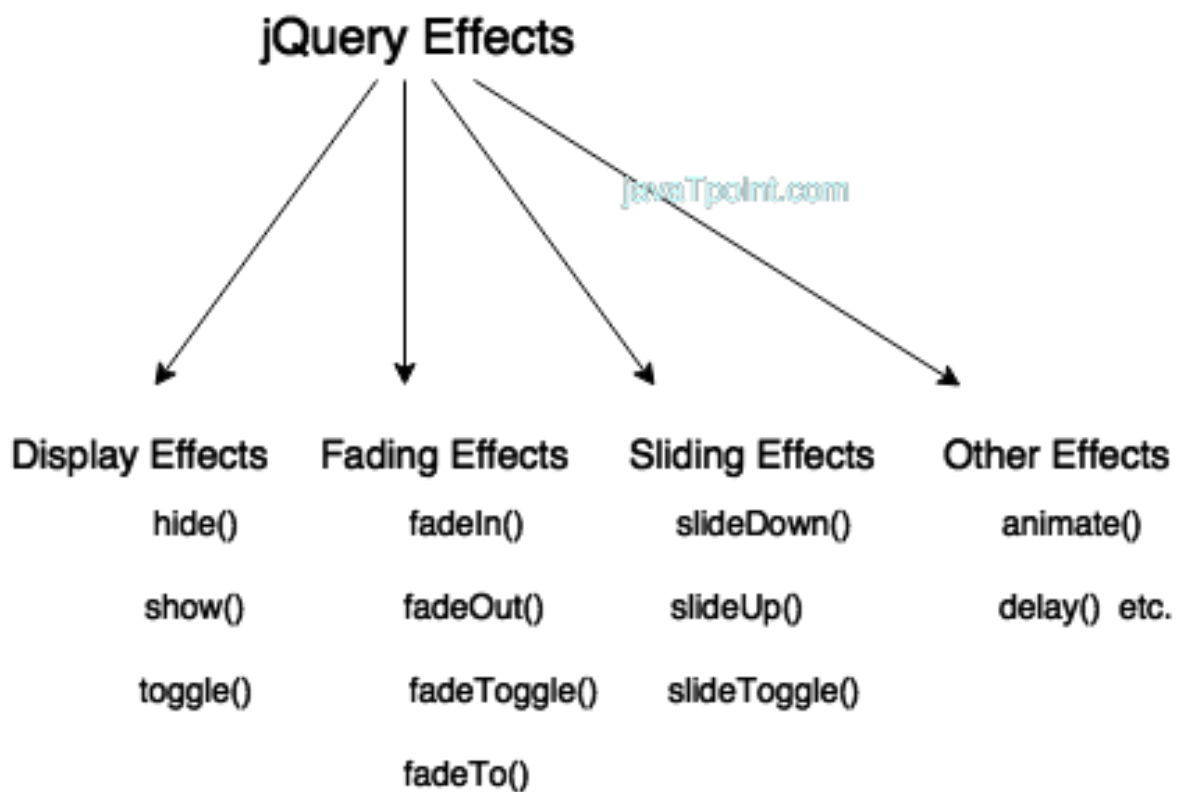 jQuery Effects
javaTpoint.com
Display Effects
hide()
show()
toggle()
Fading Effects
fadeIn()
fadeOut()
fadeToggle()
fadeTo()
Sliding Effects
slideDown()
slideUp()
slideToggle()
Other Effects
animate()
delay() etc.